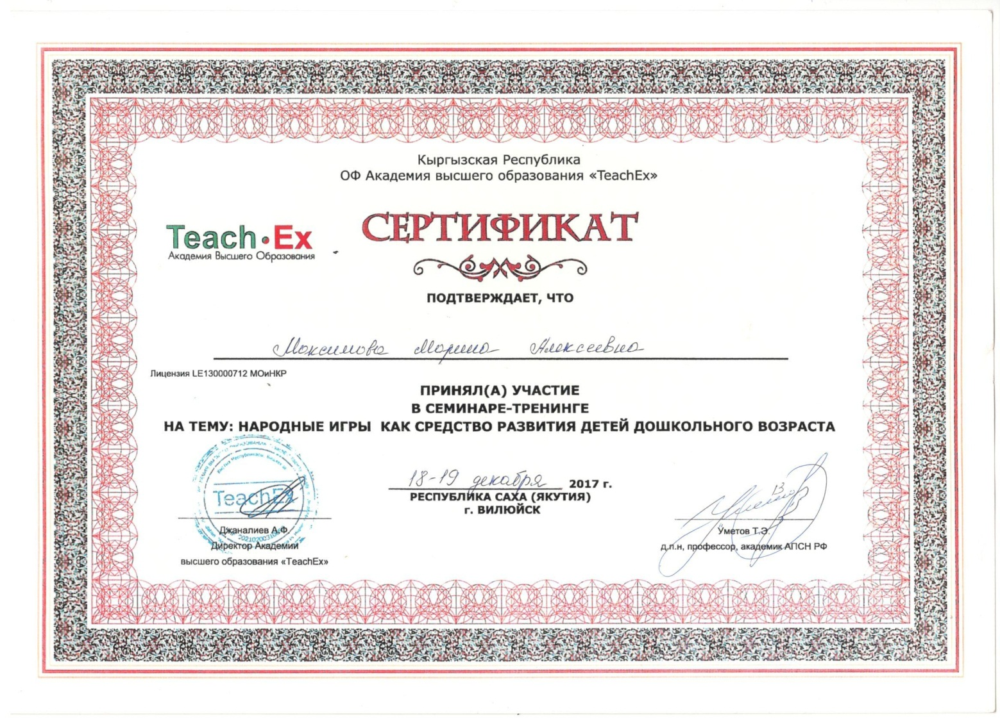 Кыргызская Республика
ОФ Академия высшего образования «TeachEx»
СЕРТИФИКАТ
Teach·Ex
Академия Высшего Образования
ПОДТВЕРЖДАЕТ, ЧТО
Максимова Марина Алексеевна
Лицензия LE130000712 МОиНКР
ПРИНЯЛ(А) УЧАСТИЕ
В СЕМИНАРЕ-ТРЕНИНГЕ
НА ТЕМУ: НАРОДНЫЕ ИГРЫ КАК СРЕДСТВО РАЗВИТИЯ ДЕТЕЙ ДОШКОЛЬНОГО ВОЗРАСТА
18-19 декабря 2017 г.
РЕСПУБЛИКА САХА (ЯКУТИЯ)
г. ВИЛЮЙСК
TeachEx
Джаналиев А.Ф.
Директор Академии
высшего образования «TeachEx»
Уметов Т.Э.
д.п.н, профессор, академик АПСН РФ